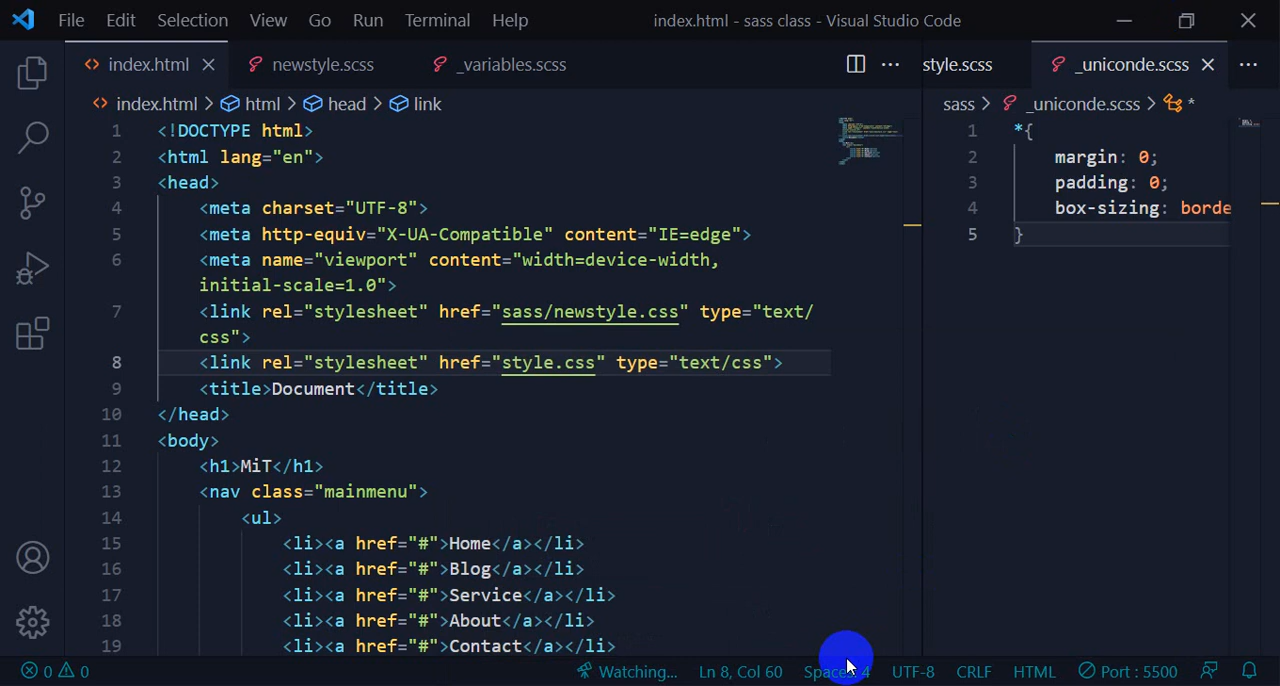 File Edit Selection View Go Run Terminal Help index.html - sass class - Visual Studio Code
index.html newstyle.scss _variables.scss
index.html > html > head > link
1 <!DOCTYPE html>
2 <html lang="en">
3 <head>
4 <meta charset="UTF-8">
5 <meta http-equiv="X-UA-Compatible" content="IE=edge">
6 <meta name="viewport" content="width=device-width,
initial-scale=1.0">
7 <link rel="stylesheet" href="sass/newstyle.css" type="text/
css">
8 <link rel="stylesheet" href="style.css" type="text/css">
9 <title>Document</title>
10 </head>
11 <body>
12 <h1>MiT</h1>
13 <nav class="mainmenu">
14 <ul>
15 <li><a href="#">Home</a></li>
16 <li><a href="#">Blog</a></li>
17 <li><a href="#">Service</a></li>
18 <li><a href="#">About</a></li>
19 <li><a href="#">Contact</a></li>
style.scss _uniconde.scss
sass > _uniconde.scss > *
1 *{
2 margin: 0;
3 padding: 0;
4 box-sizing: borde
5 }
0 0 Watching... Ln 8, Col 60 Spaces: 4 UTF-8 CRLF HTML Port : 5500